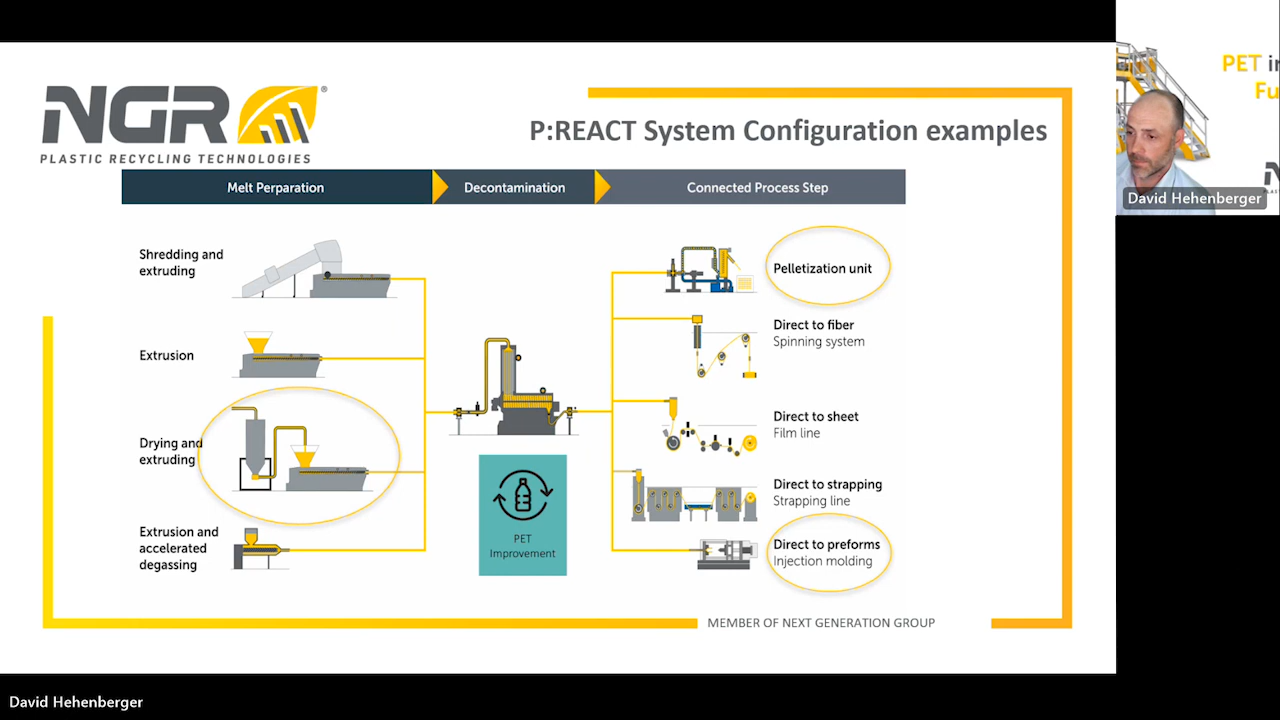 NGR
®
PLASTIC RECYCLING TECHNOLOGIES
P:REACT System Configuration examples
Melt Perparation
Decontamination
Connected Process Step
Shredding and
extruding
Extrusion
Drying and
extruding
Extrusion and
accelerated
degassing
PET
Improvement
Pelletization unit
Direct to fiber
Spinning system
Direct to sheet
Film line
Direct to strapping
Strapping line
Direct to preforms
Injection molding
MEMBER OF NEXT GENERATION GROUP
PET
Fu
David Hehenberger
David Hehenberger